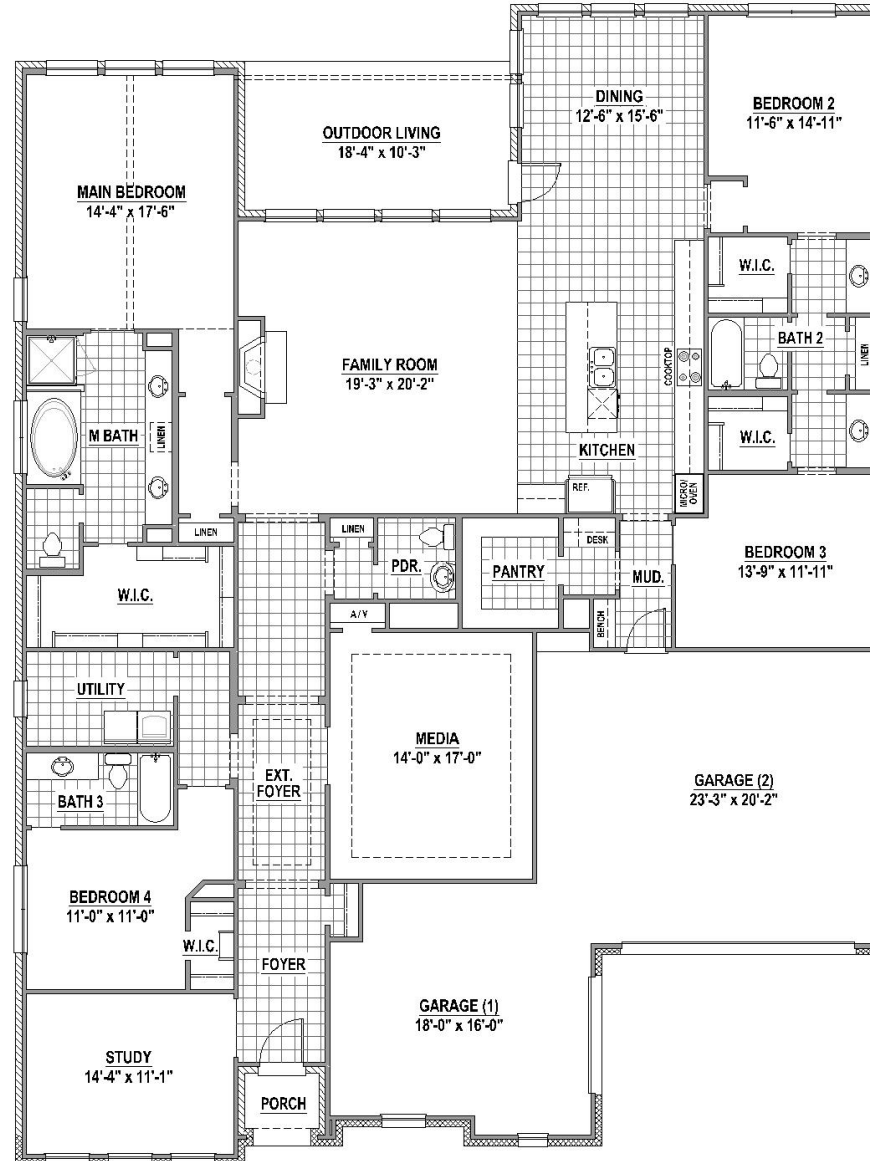 DINING
12'-6" x 15'-6"
BEDROOM 2
11'-6" x 14'-11"
OUTDOOR LIVING
18'-4" x 10'-3"
MAIN BEDROOM
14'-4" x 17'-6"
W.I.C.
BATH 2
LINEN
COOKTOP
FAMILY ROOM
19'-3" x 20'-2"
M BATH
LINEN
W.I.C.
KITCHEN
REF.
MICRO/
OVEN
LINEN
LINEN
PDR.
PANTRY
DESK
MUD.
BEDROOM 3
13'-9" x 11'-11"
W.I.C.
A/V
BENCH
UTILITY
MEDIA
14'-0" x 17'-0"
EXT.
FOYER
GARAGE (2)
23'-3" x 20'-2"
BATH 3
BEDROOM 4
11'-0" x 11'-0"
W.I.C.
FOYER
GARAGE (1)
18'-0" x 16'-0"
STUDY
14'-4" x 11'-1"
PORCH